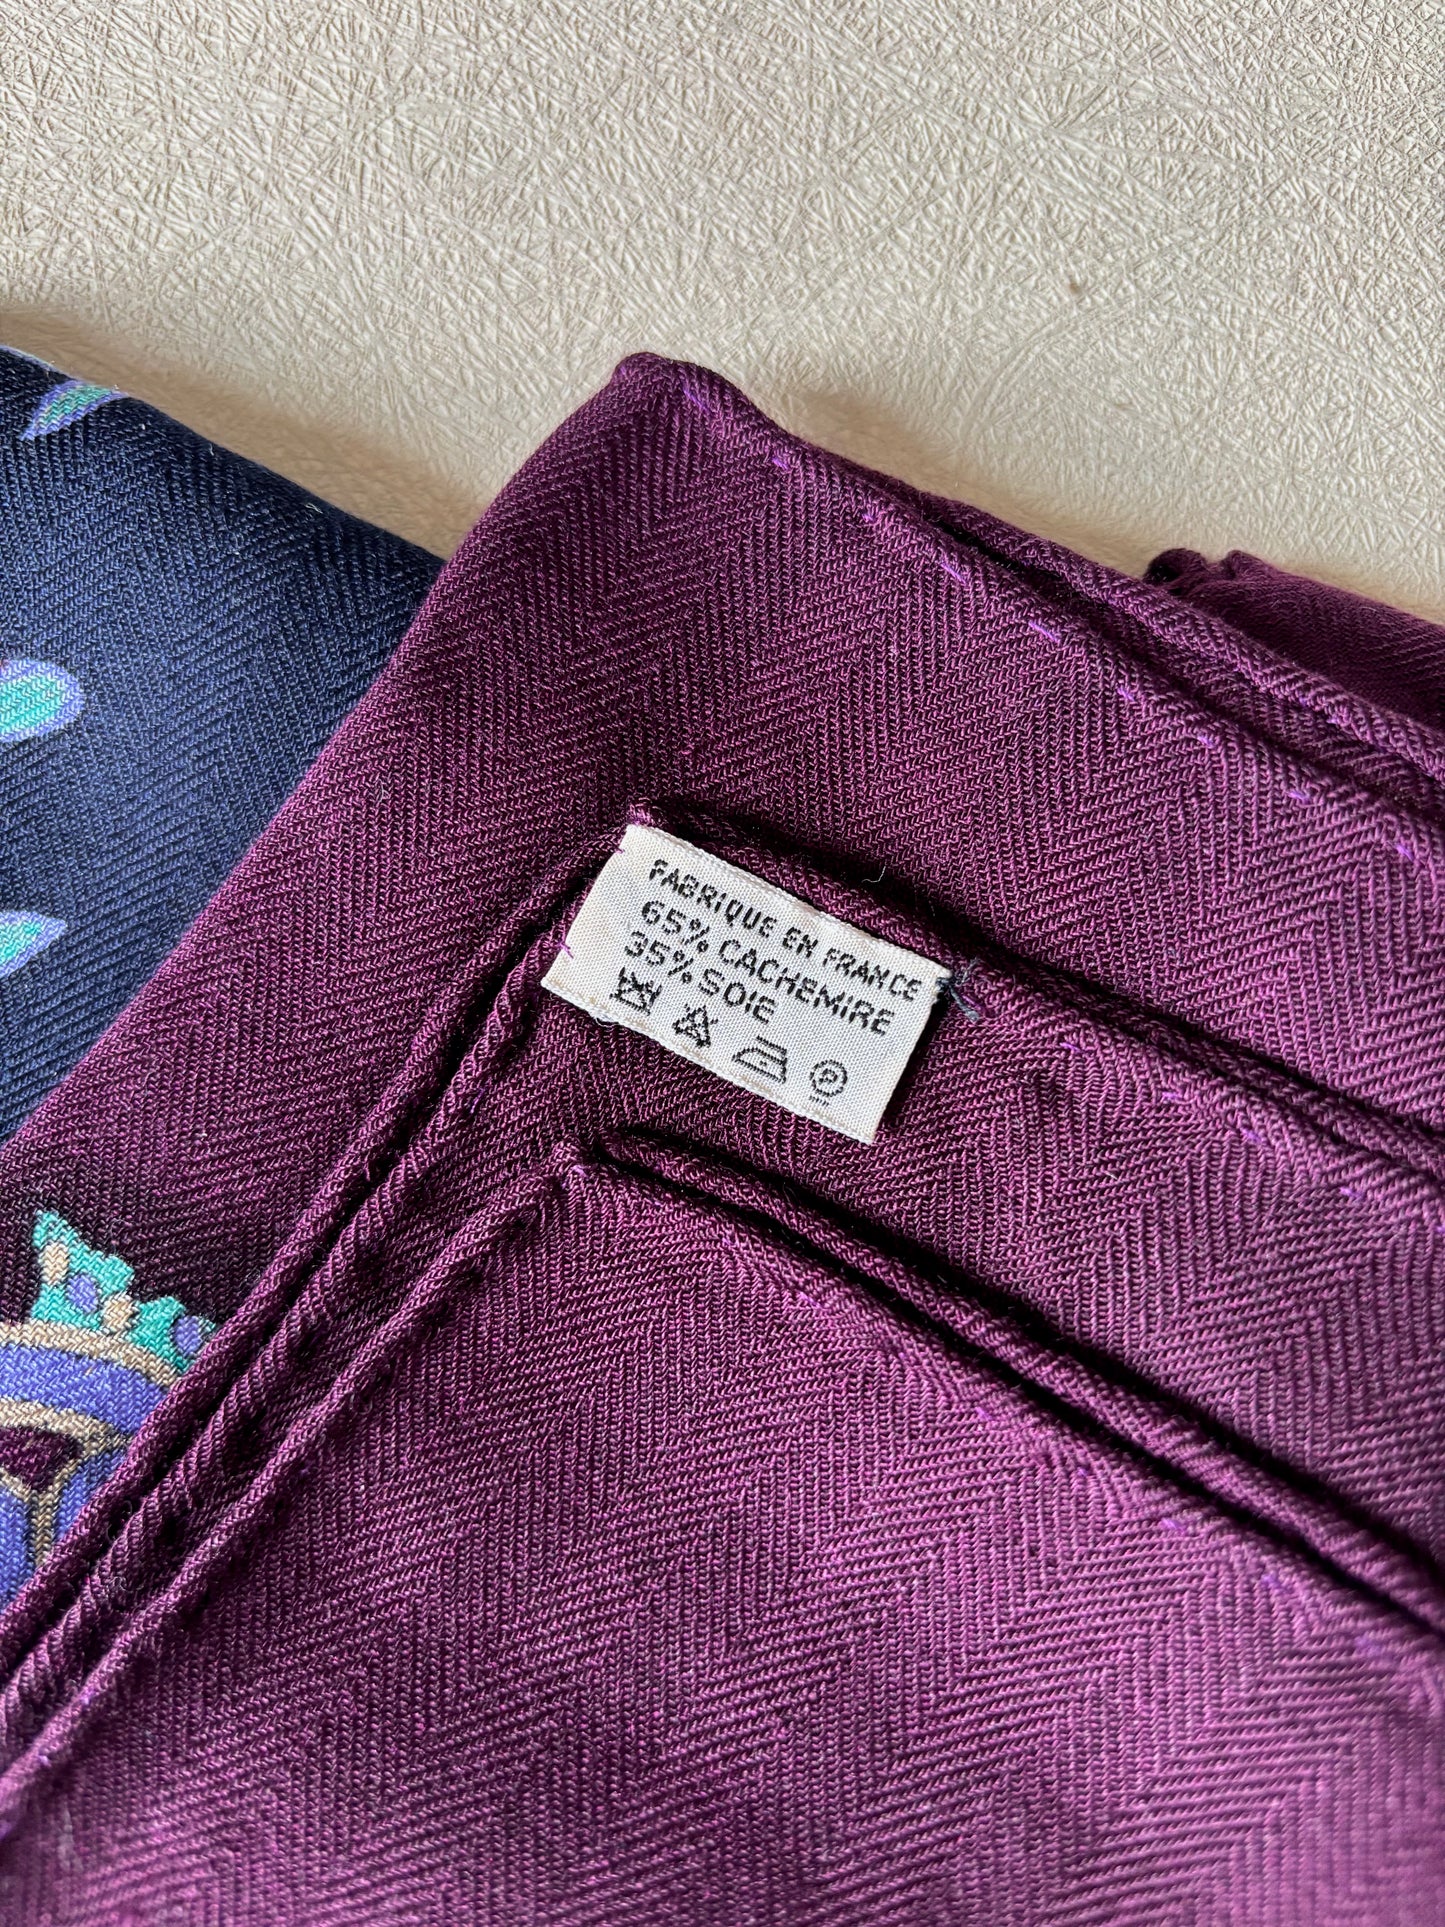 FABRIQUE EN FRANCE
65% CACHEMIRE
35% SOIE
P